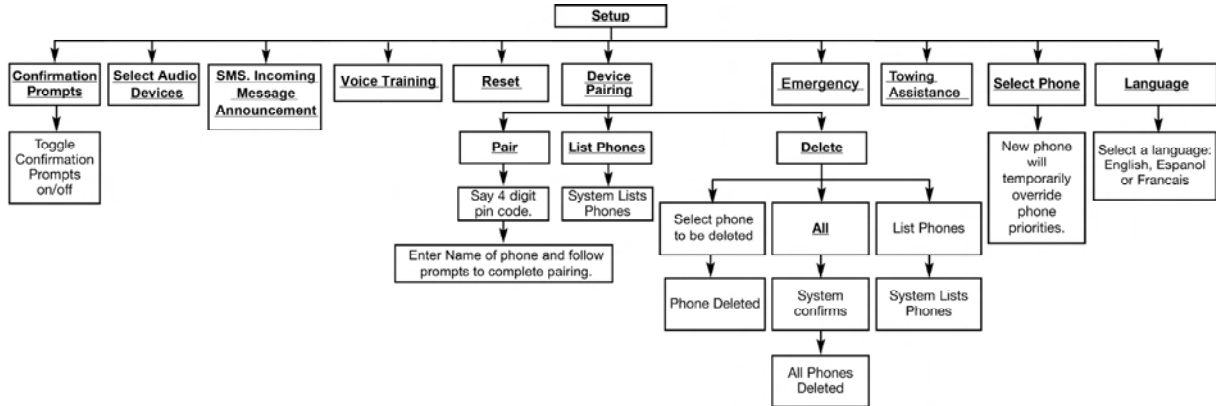 Setup
Confirmation
Prompts
Select Audio
Devices
SMS. Incoming
Message
Announcement
Voice Training
Reset
Device
Pairing
Emergency
Towing
Assistance
Select Phone
Language
Toggle
Confirmation
Prompts
on/off
Pair
List Phones
Delete
New phone
will
temporarily
override
phone
priorities.
Select a language:
English, Espanol
or Francais
Say 4 digit
pin code.
System Lists
Phones
Select phone
to be deleted
All
List Phones
Enter Name of phone and follow
prompts to complete pairing.
Phone Deleted
System
confirms
System Lists
Phones
All Phones
Deleted